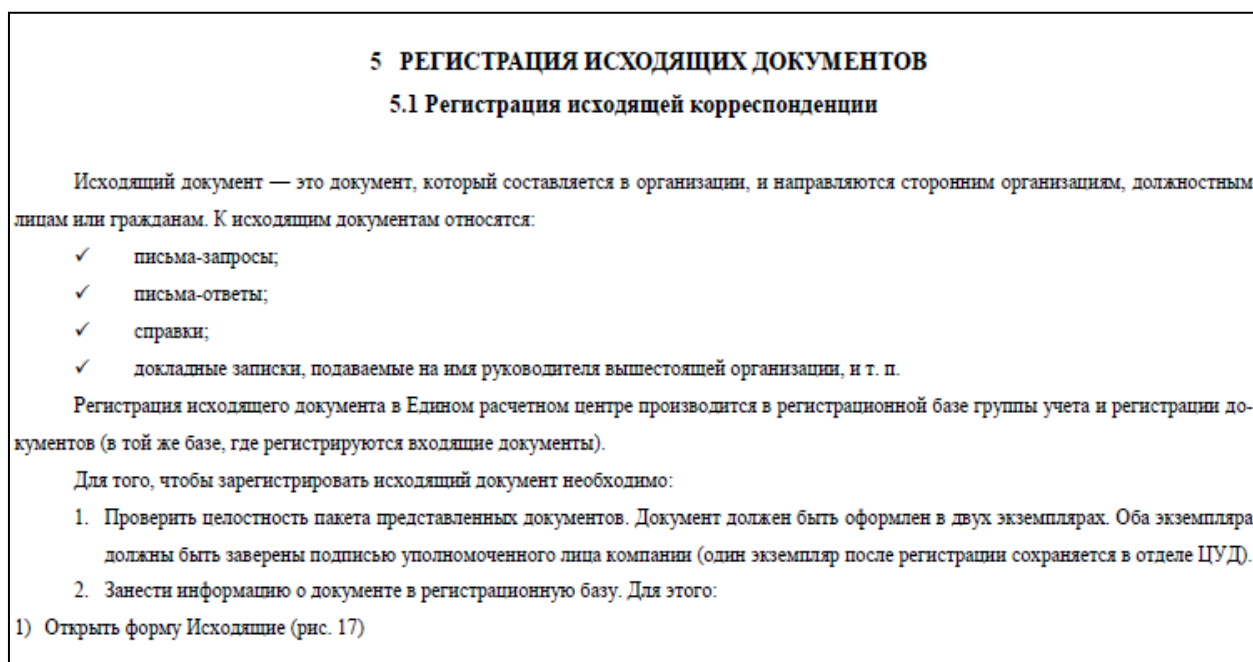 5 РЕГИСТРАЦИЯ ИСХОДЯЩИХ ДОКУМЕНТОВ
5.1 Регистрация исходящей корреспонденции
Исходящий документ — это документ, который составляется в организации, и направляются сторонним организациям, должностным
лицам или гражданам. К исходящим документам относятся:
✓ письма-запросы;
✓ письма-ответы;
✓ справки;
✓ докладные записки, подаваемые на имя руководителя вышестоящей организации, и т. п.
Регистрация исходящего документа в Едином расчетном центре производится в регистрационной базе группы учета и регистрации до-
кументов (в той же базе, где регистрируются входящие документы).
Для того, чтобы зарегистрировать исходящий документ необходимо:
1. Проверить целостность пакета представленных документов. Документ должен быть оформлен в двух экземплярах. Оба экземпляра
должны быть заверены подписью уполномоченного лица компании (один экземпляр после регистрации сохраняется в отделе ЦУД).
2. Занести информацию о документе в регистрационную базу. Для этого:
1) Открыть форму Исходящие (рис. 17)